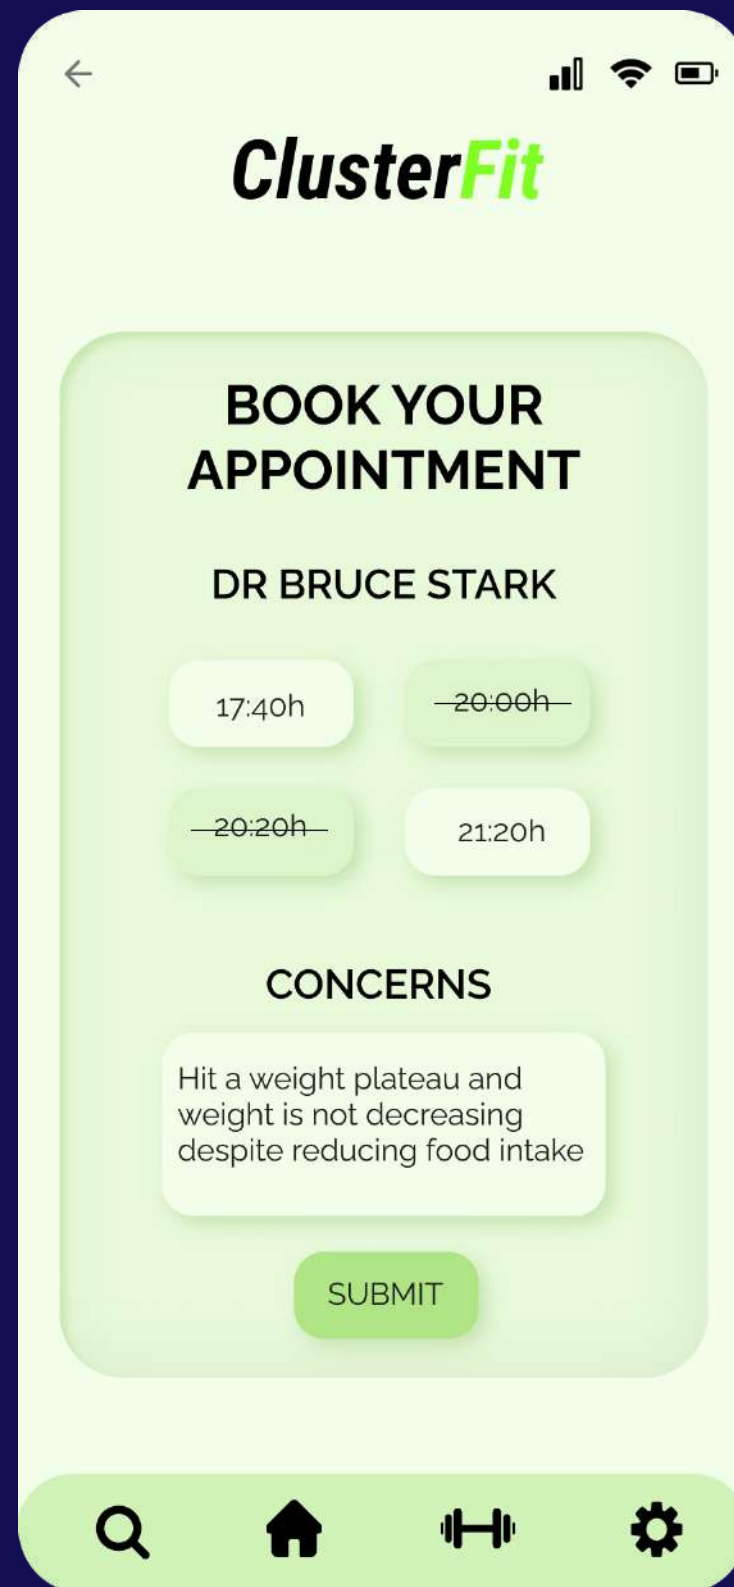 ClusterFit
BOOK YOUR
APPOINTMENT
DR BRUCE STARK
17:40h 20:00h
20:20h 21:20h
CONCERNS
Hit a weight plateau and
weight is not decreasing
despite reducing food intake
SUBMIT